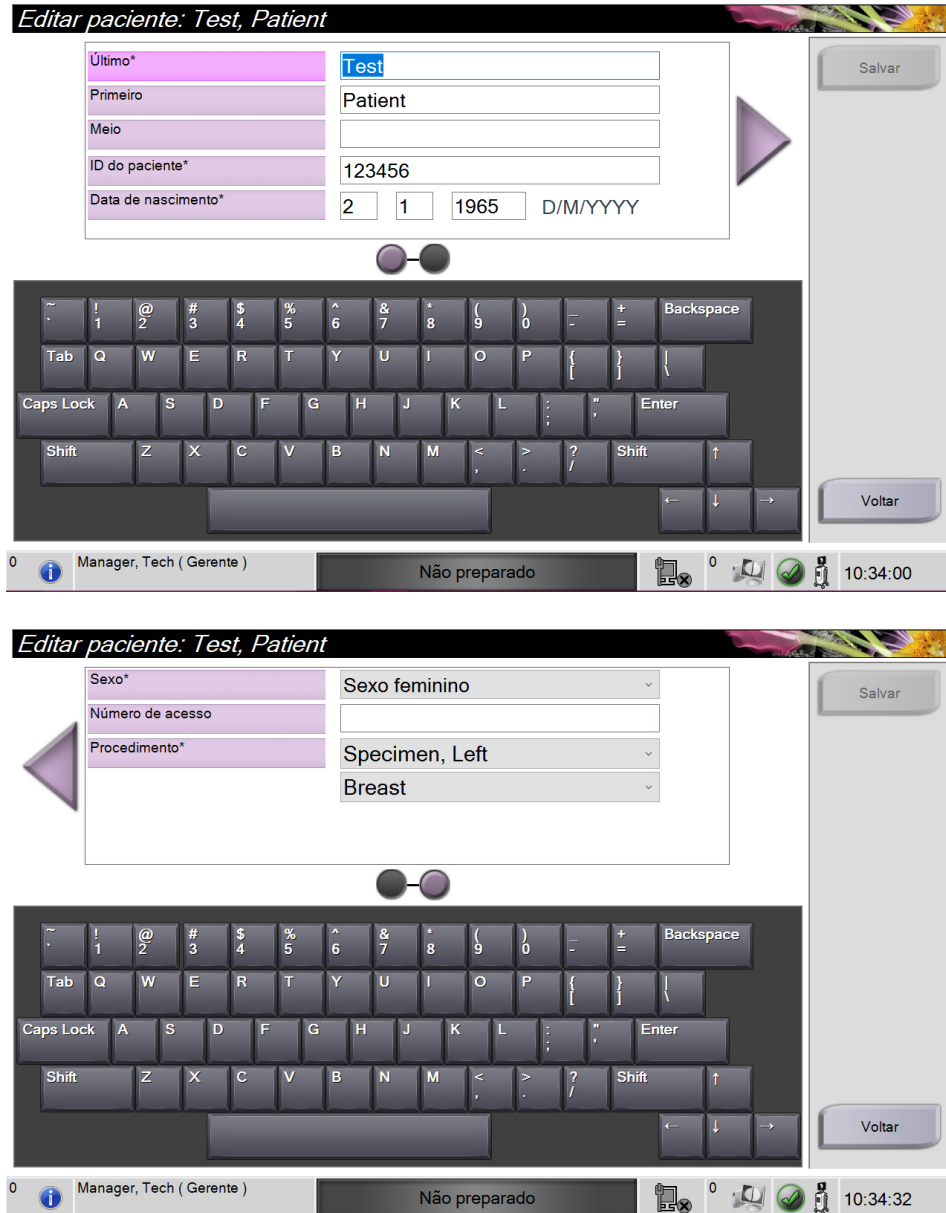 Editar paciente: Test, Patient
Último* Test
Salvar
Primeiro Patient
Meio
ID do paciente* 123456
Data de nascimento* 2 1 1965 D/M/YYYY
~ ! @ # $ % ^ & * ( ) _ + Backspace
` 1 2 3 4 5 6 7 8 9 0 - =
Tab Q W E R T Y U I O P { } |
[ ] \
Caps Lock A S D F G H J K L : " Enter
; '
Shift Z X C V B N M < > ? Shift ↑
, . /
← ↓ →
Voltar
0 Manager, Tech ( Gerente ) Não preparado 0 10:34:00
Editar paciente: Test, Patient
Sexo* Sexo feminino
Salvar
Número de acesso
Procedimento* Specimen, Left
Breast
~ ! @ # $ % ^ & * ( ) _ + Backspace
` 1 2 3 4 5 6 7 8 9 0 - =
Tab Q W E R T Y U I O P { } |
[ ] \
Caps Lock A S D F G H J K L : " Enter
; '
Shift Z X C V B N M < > ? Shift ↑
, . /
← ↓ →
Voltar
0 Manager, Tech ( Gerente ) Não preparado 0 10:34:32